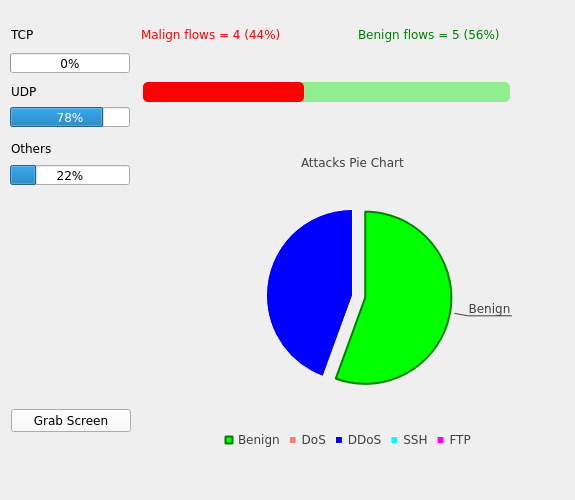 TCP
0%
UDP
78%
Others
22%
Malign flows = 4 (44%)
Benign flows = 5 (56%)
Attacks Pie Chart
Benign
Benign DoS DDoS SSH FTP
Grab Screen